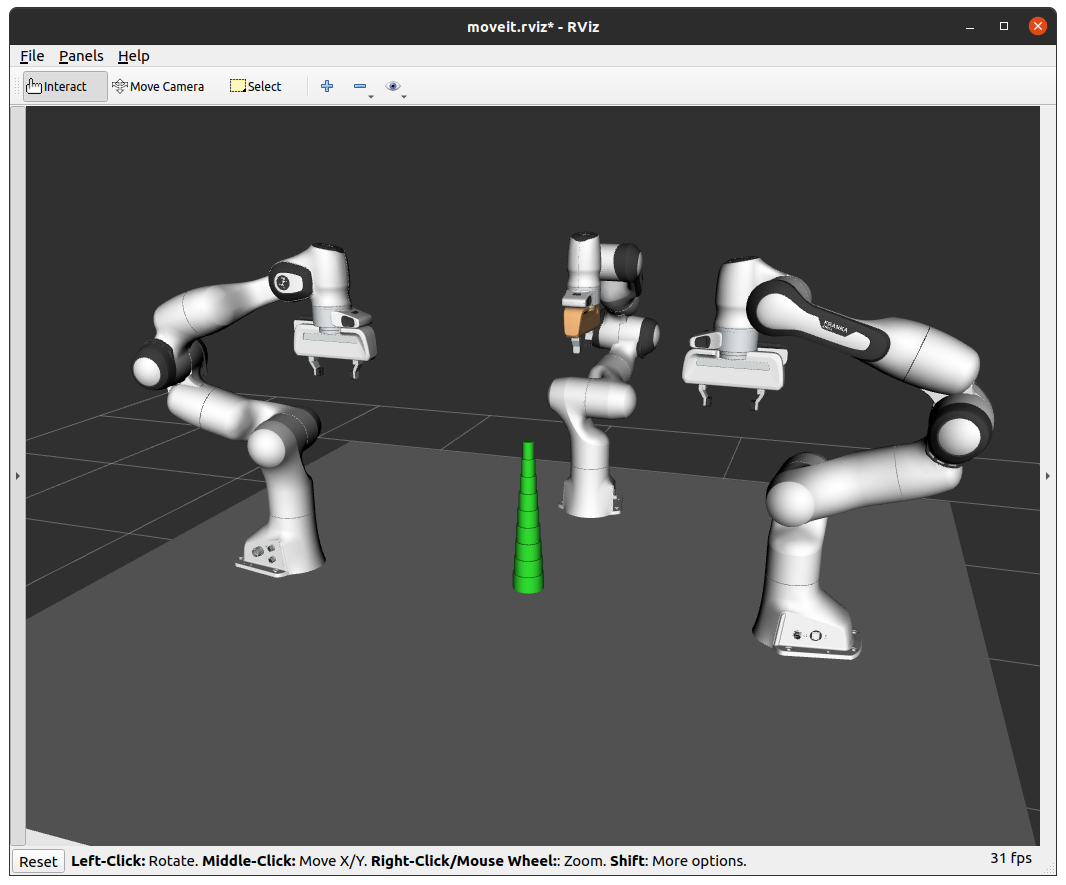 moveit.rviz* - RViz
File Panels Help
Interact Move Camera Select
FRANKA
Reset Left-Click: Rotate. Middle-Click: Move X/Y. Right-Click/Mouse Wheel:: Zoom. Shift: More options. 31 fps